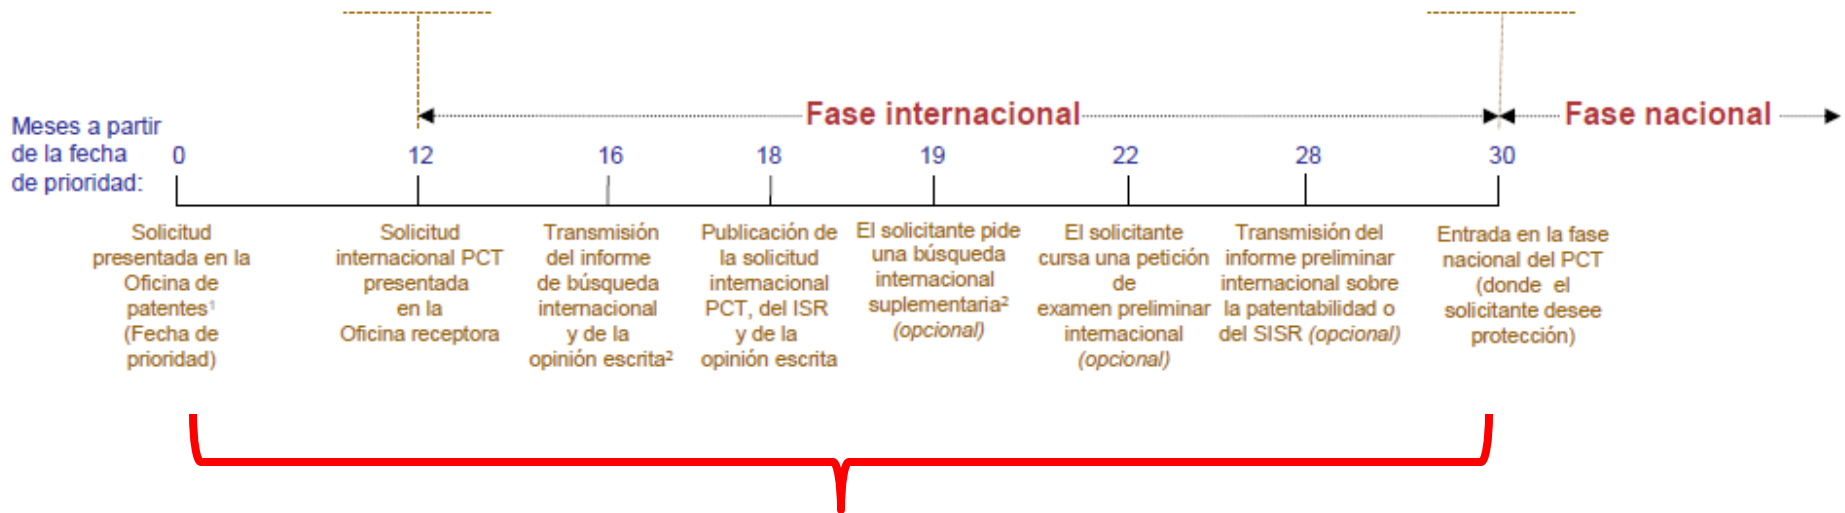 Fase internacional
Fase nacional
Meses a partir
de la fecha
de prioridad:
0
12
16
18
19
22
28
30
Solicitud
presentada en la
Oficina de
patentes¹
(Fecha de
prioridad)
Solicitud
internacional PCT
presentada
en la
Oficina receptora
Transmisión
del informe
de búsqueda
internacional
y de la
opinión escrita²
Publicación de
la solicitud
internacional
PCT, del ISR
y de la
opinión escrita
El solicitante pide
una búsqueda
internacional
suplementaria²
(opcional)
El solicitante
cursa una petición
de
examen preliminar
internacional
(opcional)
Transmisión del
informe preliminar
internacional sobre
la patentabilidad o
del SISR (opcional)
Entrada en la fase
nacional del PCT
(donde el
solicitante desee
protección)